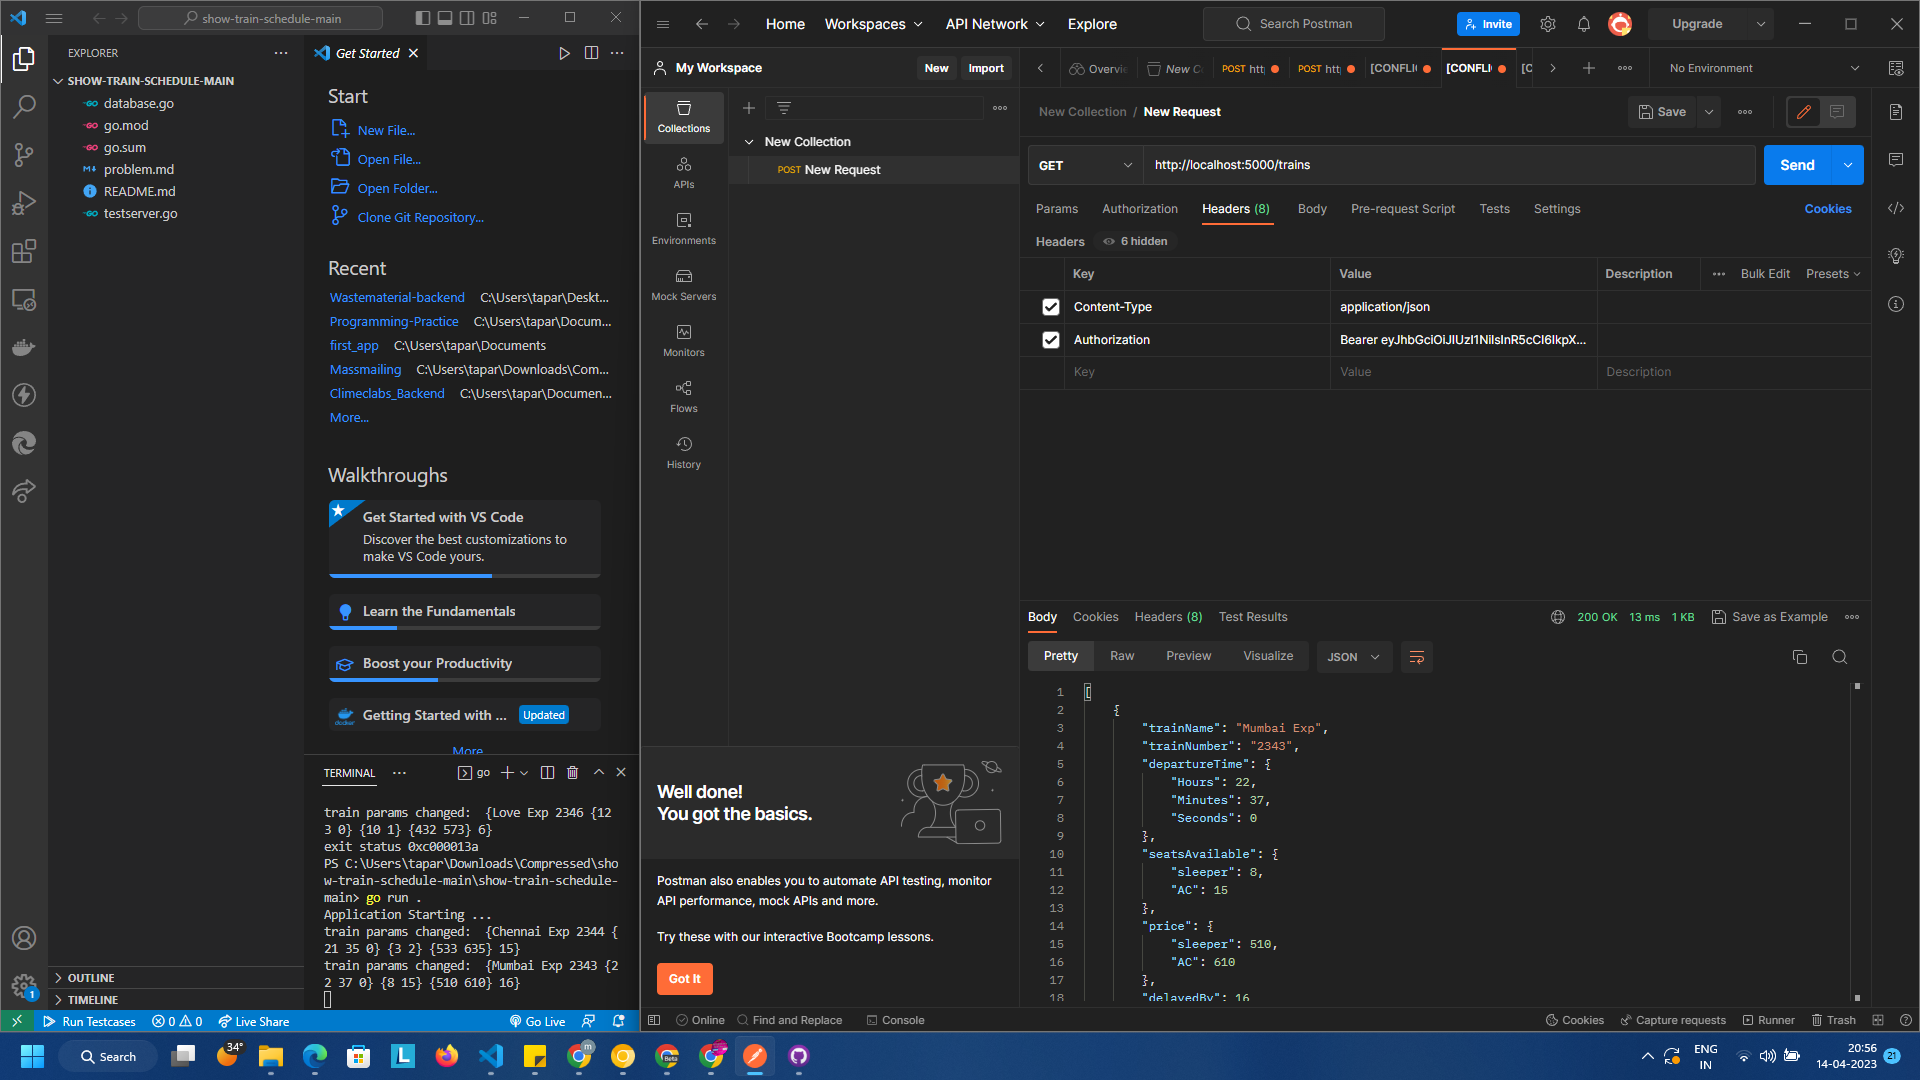 show-train-schedule-main
EXPLORER
SHOW-TRAIN-SCHEDULE-MAIN
database.go
go.mod
go.sum
problem.md
README.md
testserver.go
OUTLINE
TIMELINE
Get Started
Start
New File...
Open File...
Open Folder...
Clone Git Repository...
Recent
Wastematerial-backend C:\Users\tapar\Deskt...
Programming-Practice C:\Users\tapar\Docum...
first_app C:\Users\tapar\Documents
Massmailing C:\Users\tapar\Downloads\Com...
Climeclabs_Backend C:\Users\tapar\Documen...
More...
Walkthroughs
Get Started with VS Code
Discover the best customizations to
make VS Code yours.
Learn the Fundamentals
Boost your Productivity
Getting Started with ... Updated
More...
TERMINAL
go
train params changed:  {Love Exp 2346 {12
3 0} {10 1} {432 573} 6}
exit status 0xc000013a
PS C:\Users\tapar\Downloads\Compressed\sho
w-train-schedule-main\show-train-schedule-
main> go run .
Application Starting ...
train params changed:  {Chennai Exp 2344 {
21 35 0} {3 2} {533 635} 15}
train params changed:  {Mumbai Exp 2343 {2
2 37 0} {8 15} {510 610} 16}
1
Run Testcases 0 0 Live Share Go Live
Home Workspaces API Network Explore Search Postman Invite Upgrade
My Workspace New Import
Collections
APIs
Environments
Mock Servers
Monitors
Flows
History
New Collection
POST New Request
Well done!
You got the basics.
Postman also enables you to automate API testing, monitor
API performance, mock APIs and more.
Try these with our interactive Bootcamp lessons.
Got It
Overvie New C POST htt POST htt [CONFLI [CONFLI [C No Environment
New Collection / New Request Save
GET http://localhost:5000/trains Send
Params Authorization Headers (8) Body Pre-request Script Tests Settings Cookies
Headers 6 hidden
Key Value Description Bulk Edit Presets
Content-Type application/json
Authorization Bearer eyJhbGciOiJIUzI1NiIsInR5cCI6IkpX...
Key Value Description
Body Cookies Headers (8) Test Results 200 OK 13 ms 1 KB Save as Example
Pretty Raw Preview Visualize JSON
1 [
2 {
3 "trainName": "Mumbai Exp",
4 "trainNumber": "2343",
5 "departureTime": {
6 "Hours": 22,
7 "Minutes": 37,
8 "Seconds": 0
9 },
10 "seatsAvailable": {
11 "sleeper": 8,
12 "AC": 15
13 },
14 "price": {
15 "sleeper": 510,
16 "AC": 610
17 },
18 "delayedBy": 16
Online Find and Replace Console Cookies Capture requests Runner Trash
Search 34° L m Beta ENG
IN
20:56
14-04-2023
21